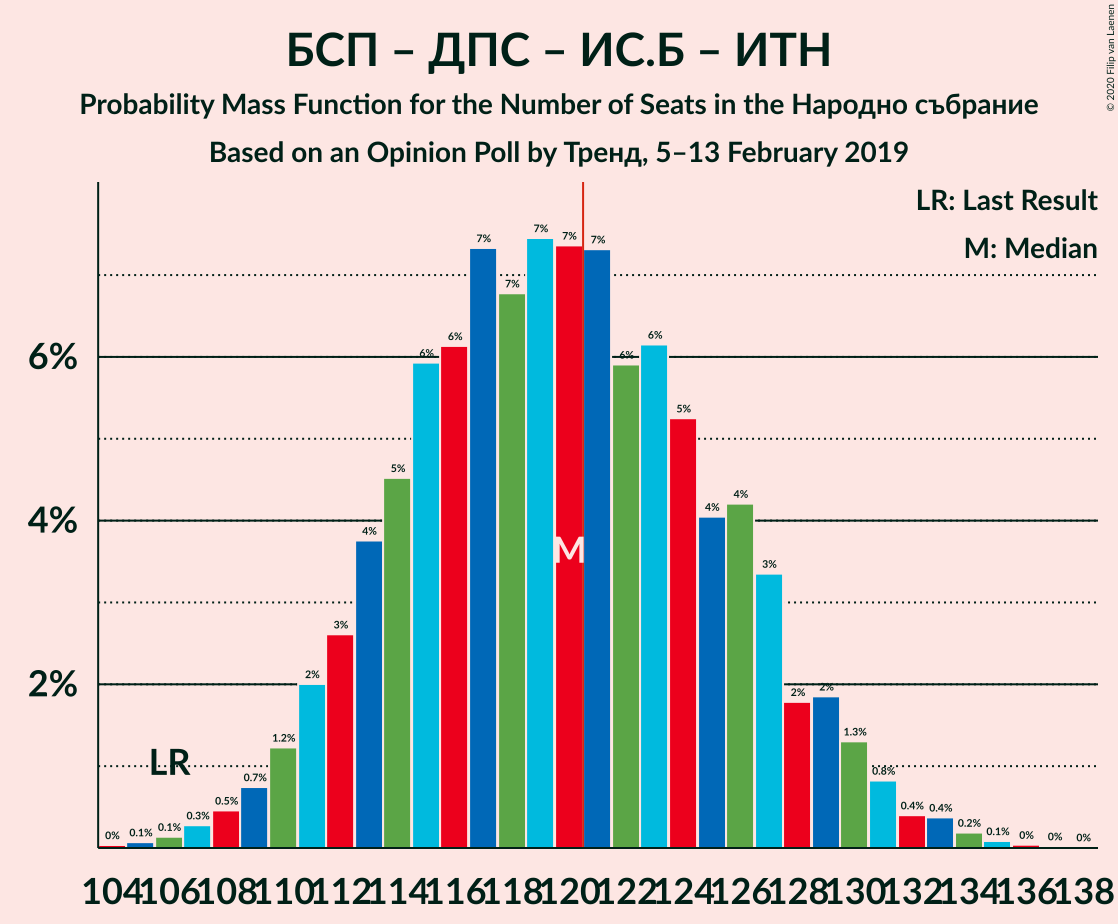 БСП – ДПС – ИС.Б – ИТН
Probability Mass Function for the Number of Seats in the Народно събрание
Based on an Opinion Poll by Тренд, 5–13 February 2019
© 2020 Filip van Laenen
LR: Last Result
M: Median
6%
4%
2%
0% 0.1% 0.1% 0.3% 0.5% 0.7% 1.2% 2% 3% 4% 5% 6% 6% 7% 7% 7% 7% 7% 6% 6% 5% 4% 4% 3% 2% 2% 1.3% 0.8% 0.4% 0.4% 0.2% 0.1% 0% 0% 0%
M
LR
104 106 108 110 112 114 116 118 120 122 124 126 128 130 132 134 136 138